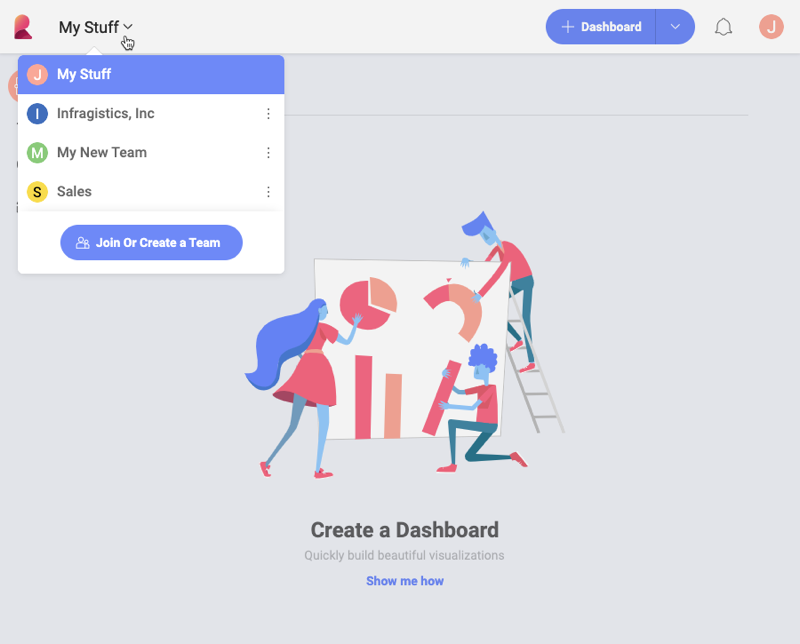 My Stuff
Dashboard
J
J My Stuff
I Infragistics, Inc
M My New Team
S Sales
Join Or Create a Team
Create a Dashboard
Quickly build beautiful visualizations
Show me how